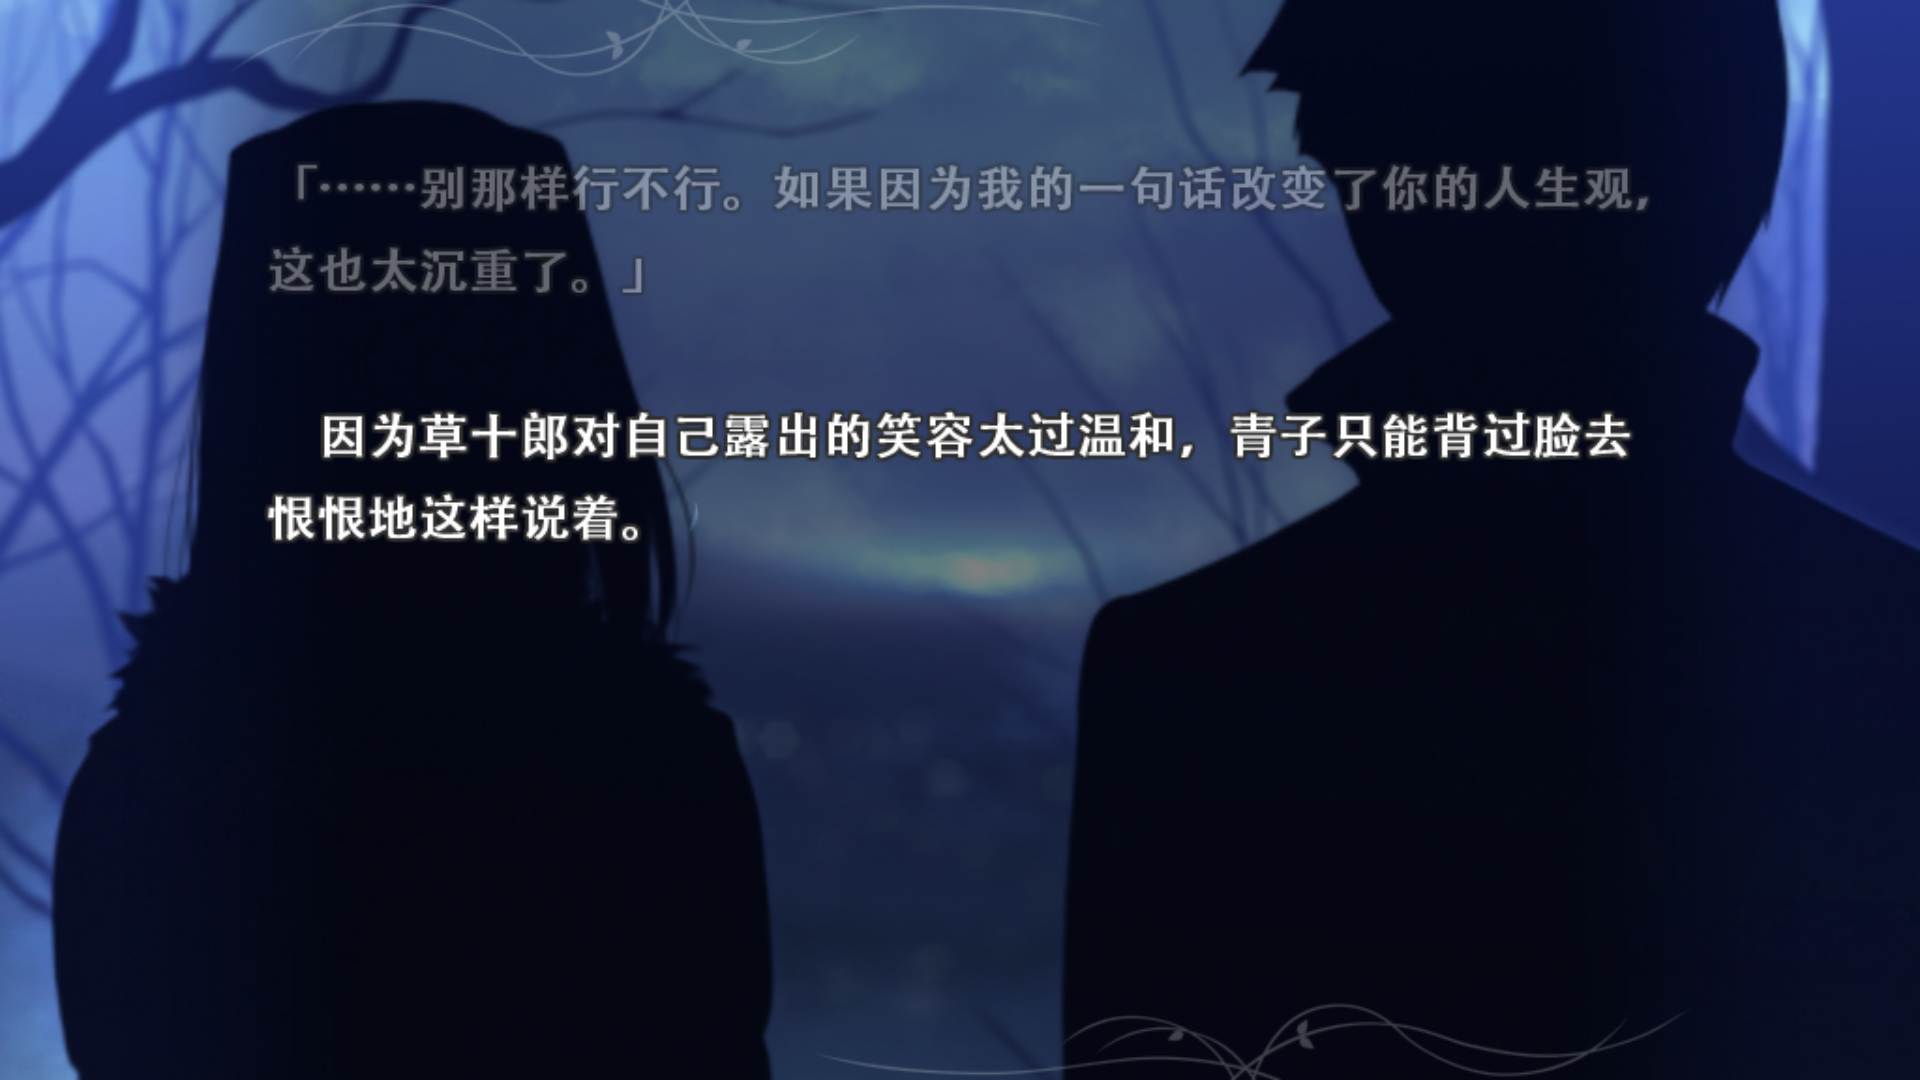 「……别那样行不行。如果因为我的一句话改变了你的人生观,
这也太沉重了。」
因为草十郎对自己露出的笑容太过温和,青子只能背过脸去
恨恨地这样说着。